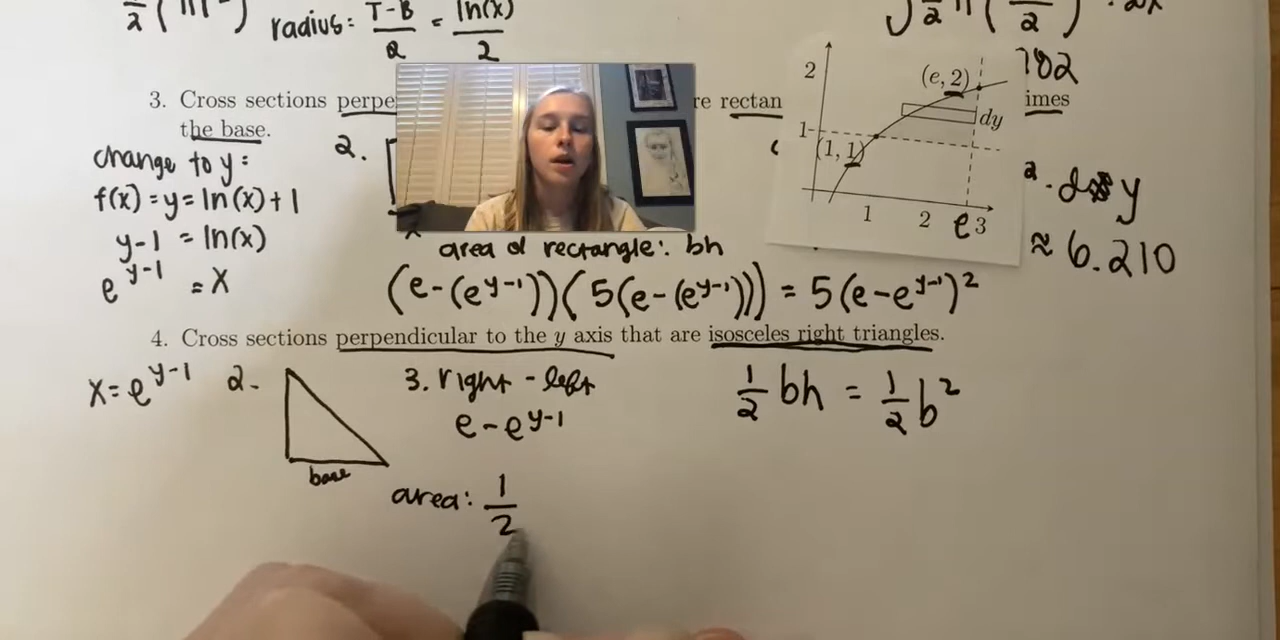 radius: T-B/2 = ln(x)/2
782
3. Cross sections perpe re rectan imes
the base.
change to y:
f(x) = y = ln(x) + 1
y-1 = ln(x)
e^{y-1} = x
2.
2
(e, 2)
dy
1
(1, 1)
1 2 e 3
y
≈ 6.210
area of rectangle: bh
(e-(e^{y-1}))(5(e-(e^{y-1}))) = 5(e-e^{y-1})^2
4. Cross sections perpendicular to the y axis that are isosceles right triangles.
x = e^{y-1}
2.
base
3. right - left
e - e^{y-1}
1/2 bh = 1/2 b^2
area: 1/2